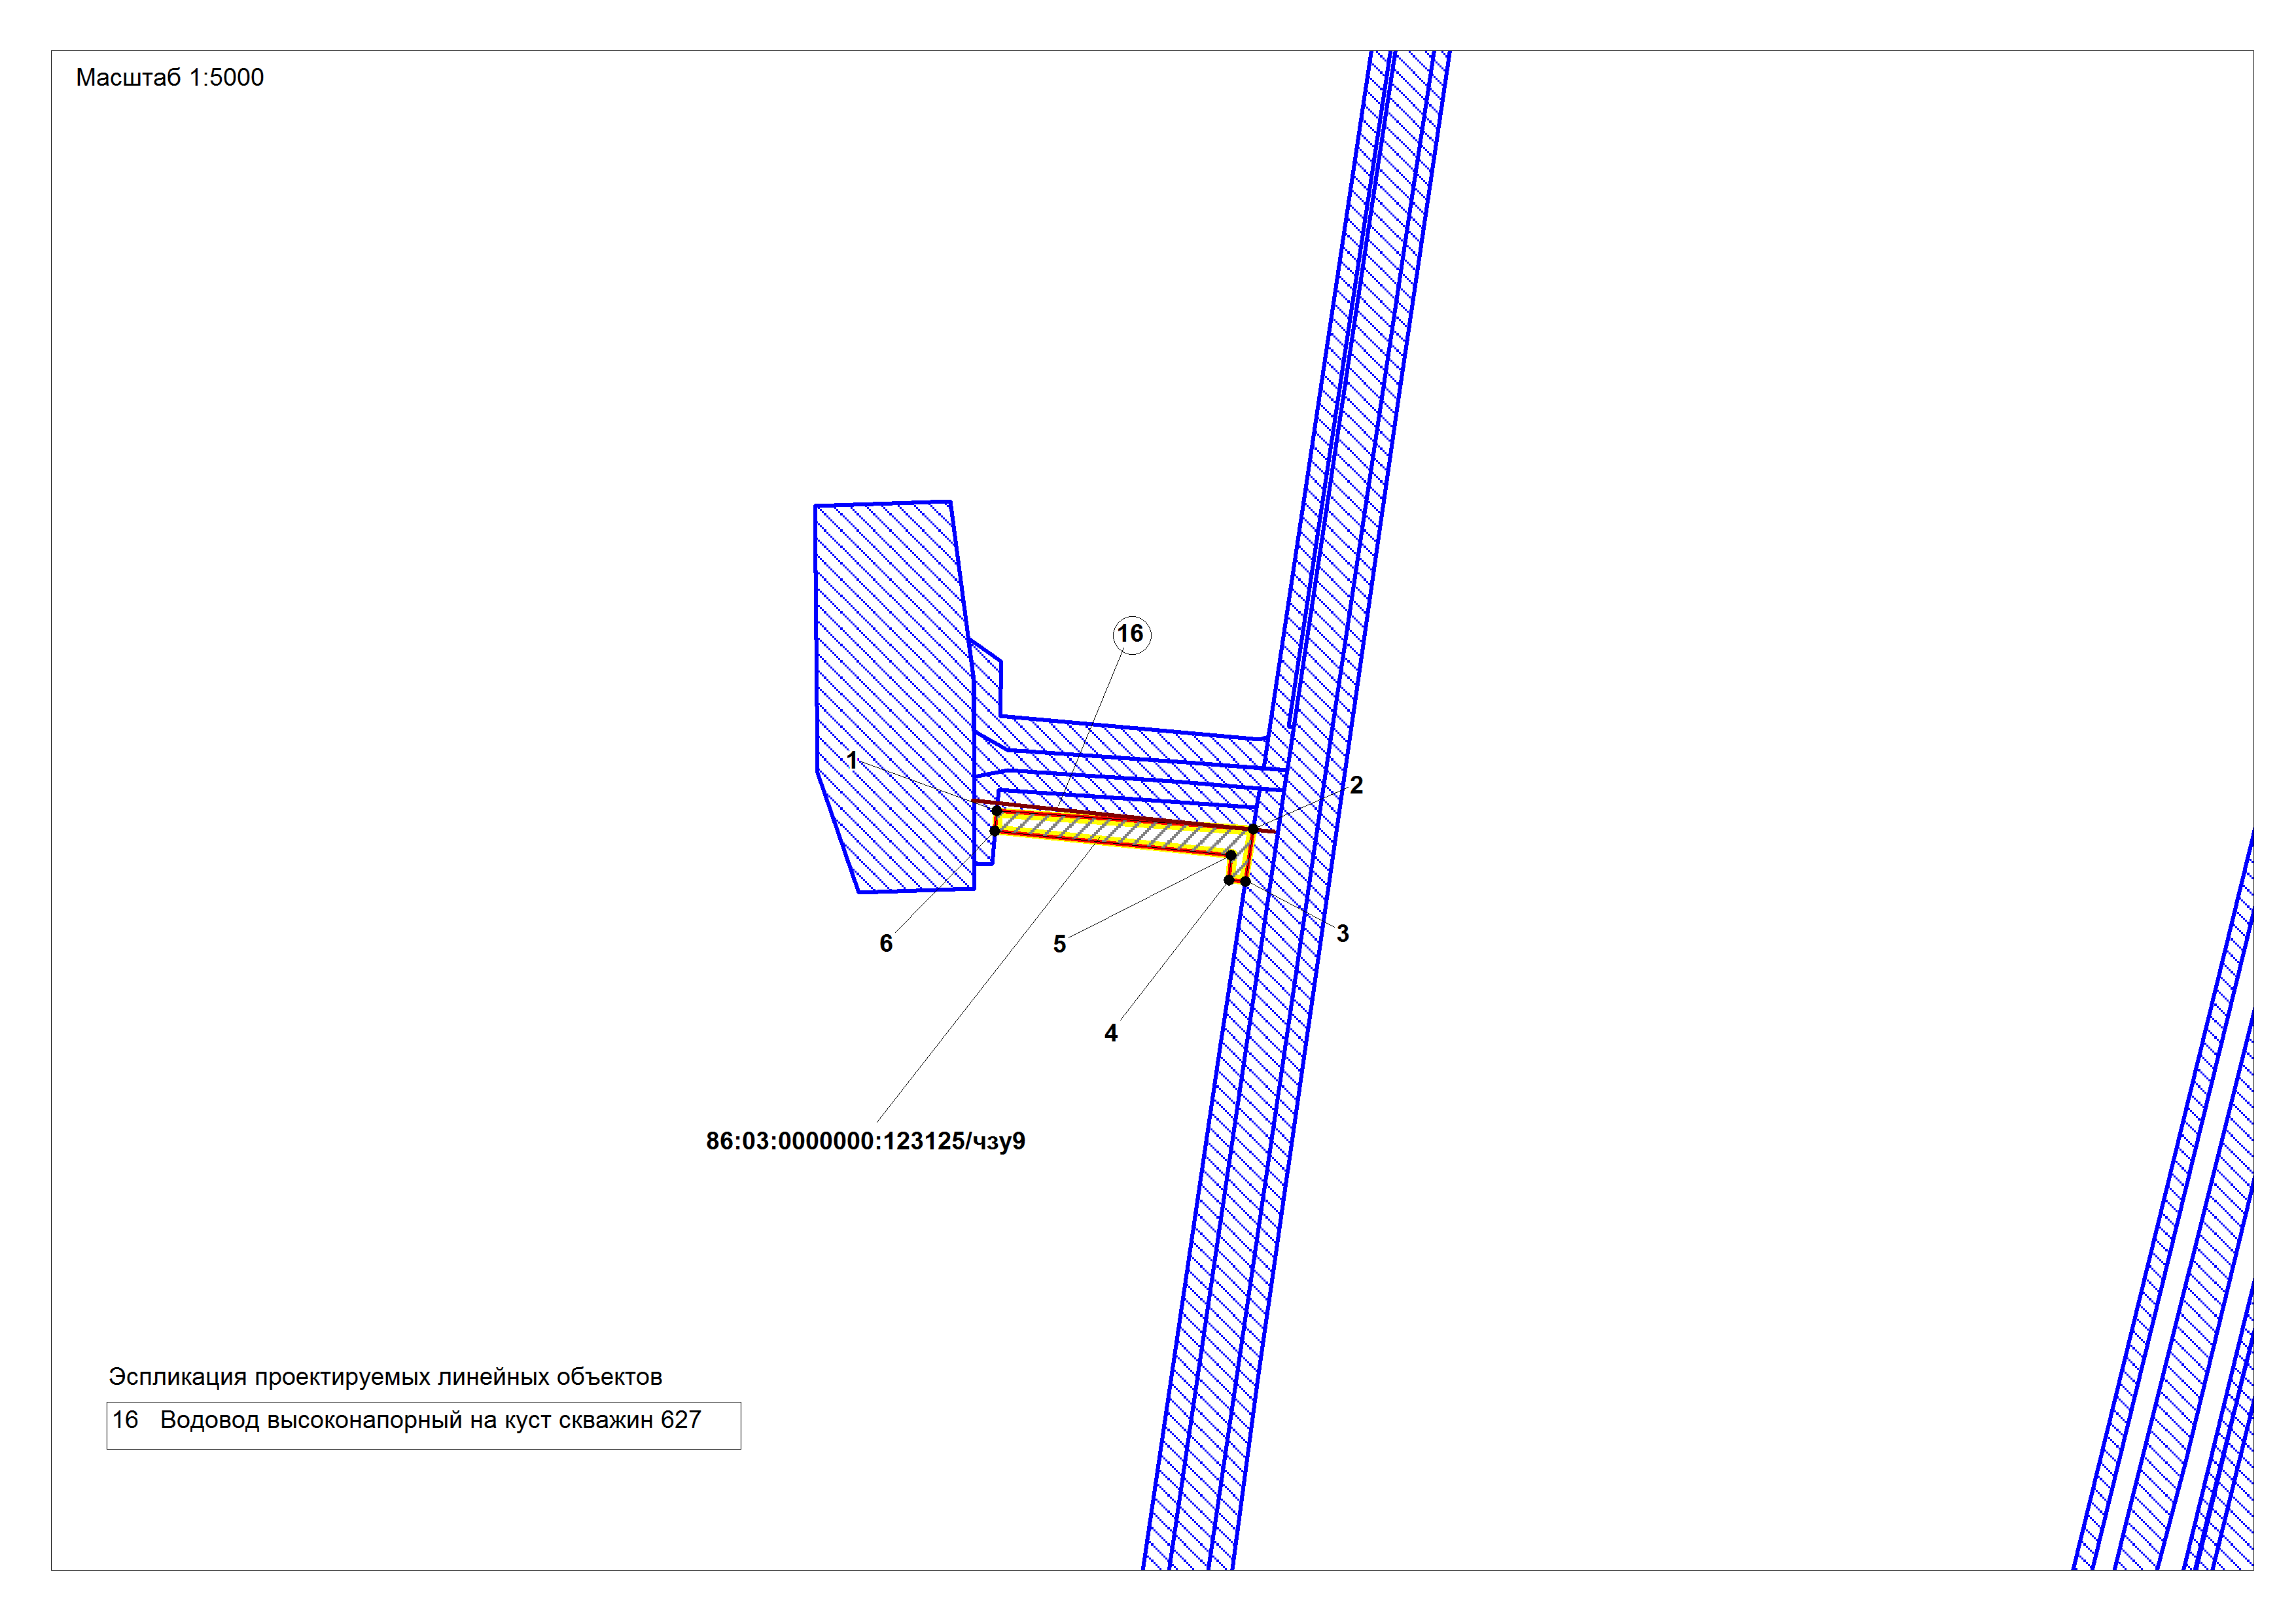 Масштаб 1:5000
16
1
2
6
5
3
4
86:03:0000000:123125/чзу9
Эспликация проектируемых линейных объектов
16 Водовод высоконапорный на куст скважин 627